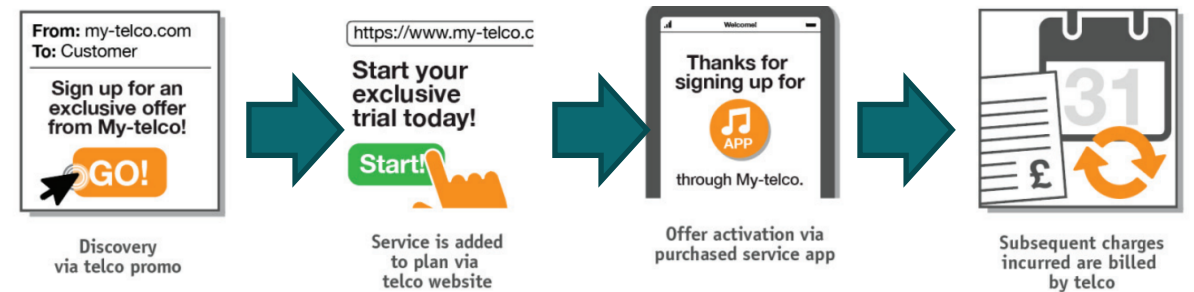 From: my-telco.com
To: Customer
Sign up for an
exclusive offer
from My-telco!
GO!
Discovery
via telco promo
https://www.my-telco.c
Start your
exclusive
trial today!
Start!
Service is added
to plan via
telco website
Welcome!
Thanks for
signing up for
APP
through My-telco.
Offer activation via
purchased service app
31
£
Subsequent charges
incurred are billed
by telco